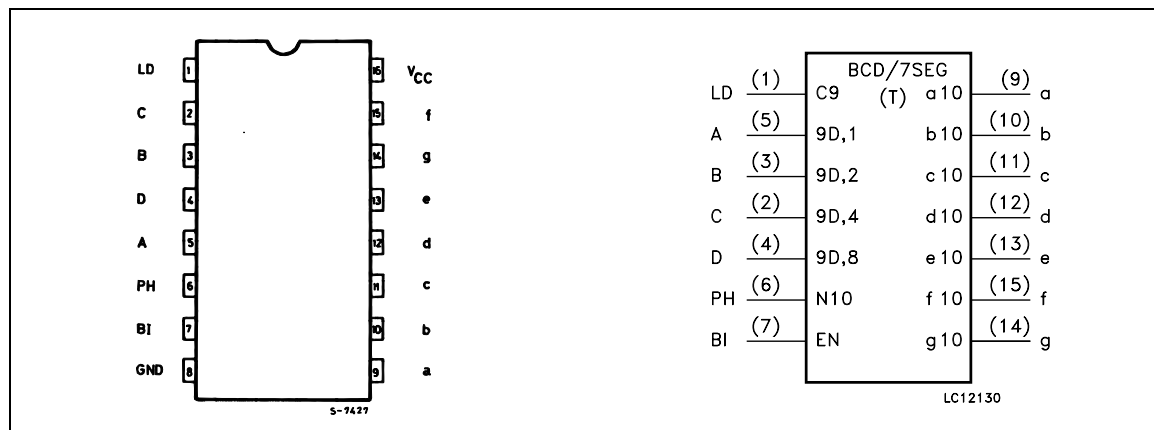 LD 1 16 VCC
C 2 15 f
B 3 14 g
D 4 13 e
A 5 12 d
PH 6 11 c
BI 7 10 b
GND 8 9 a
S-7427
BCD/7SEG
(T)
LD (1) C9 a10 (9) a
A (5) 9D,1 b10 (10) b
B (3) 9D,2 c10 (11) c
C (2) 9D,4 d10 (12) d
D (4) 9D,8 e10 (13) e
PH (6) N10 f10 (15) f
BI (7) EN g10 (14) g
LC12130